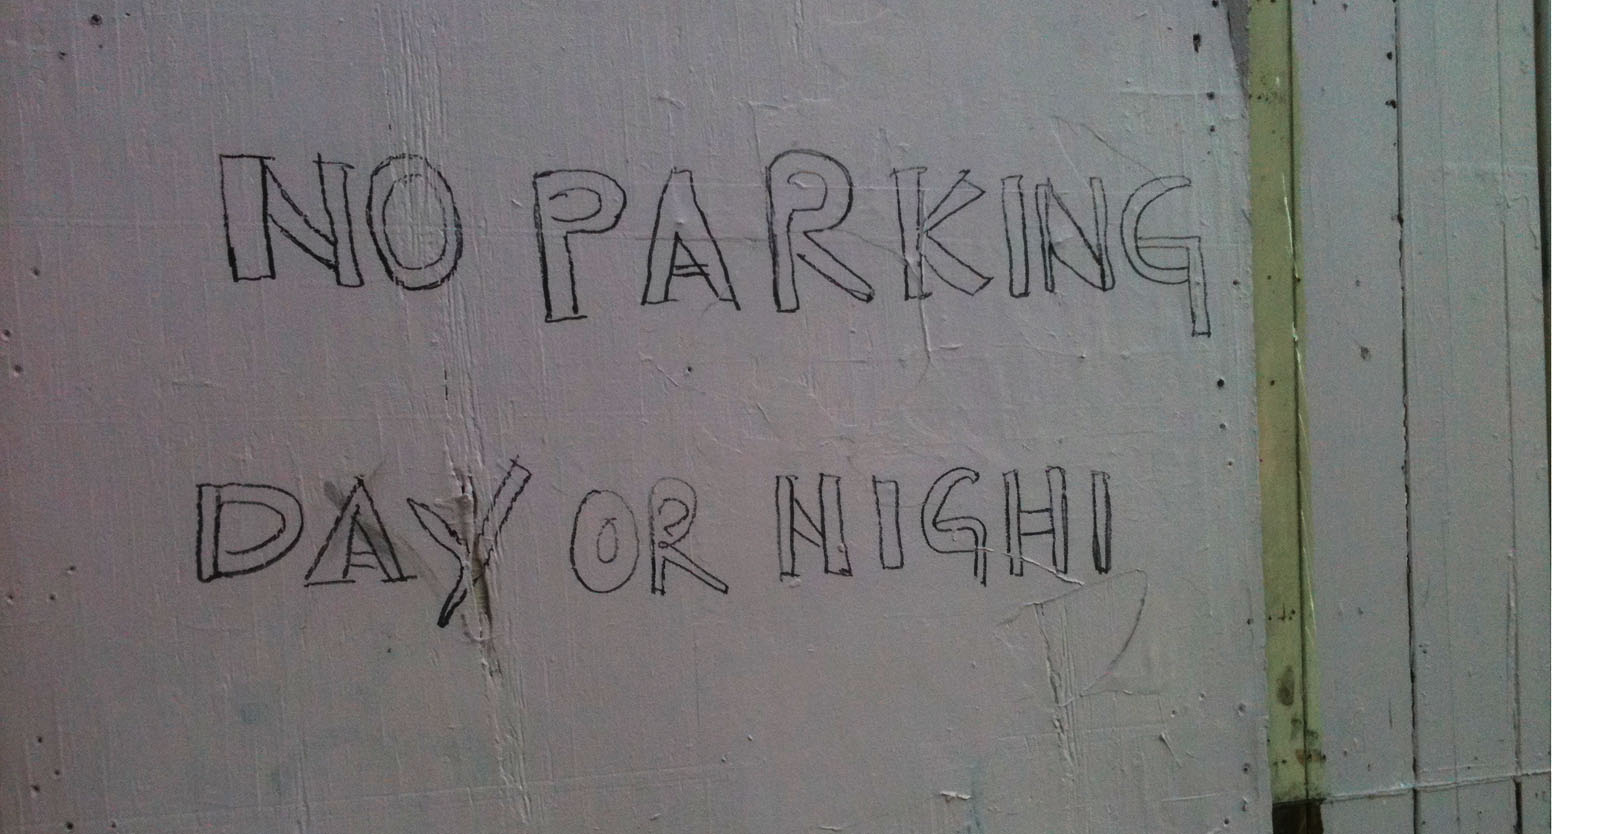 NO PARKING
DAY OR NIGHI